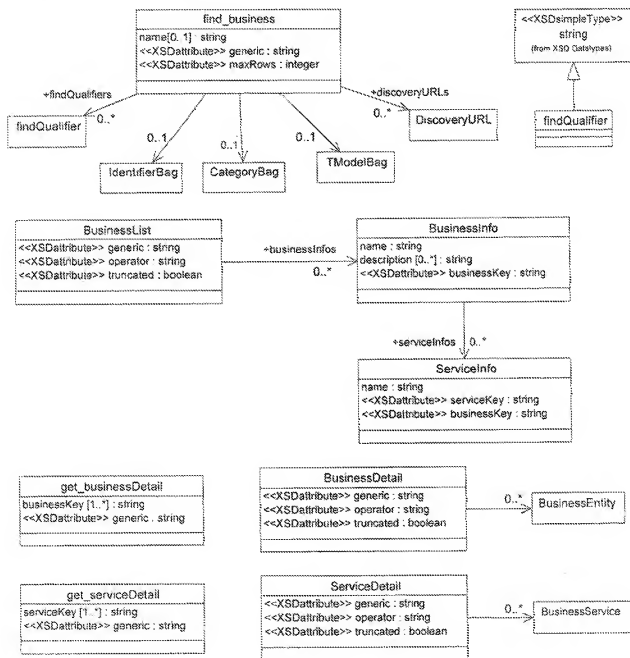 find_business
name[0..1] : string
<<XSDattribute>> generic : string
<<XSDattribute>> maxRows : integer
<<XSDsimpleType>>
string
(from XSD Datatypes)
+findQualifiers
0..*
findQualifier
0..1
IdentifierBag
0..1
CategoryBag
0..1
TModelBag
+discoveryURLs
0..*
DiscoveryURL
findQualifier
BusinessList
<<XSDattribute>> generic : string
<<XSDattribute>> operator : string
<<XSDattribute>> truncated : boolean
+businessInfos
0..*
BusinessInfo
name : string
description [0..*] : string
<<XSDattribute>> businessKey : string
+serviceInfos
0..*
ServiceInfo
name : string
<<XSDattribute>> serviceKey : string
<<XSDattribute>> businessKey : string
get_businessDetail
businessKey [1..*] : string
<<XSDattribute>> generic : string
BusinessDetail
<<XSDattribute>> generic : string
<<XSDattribute>> operator : string
<<XSDattribute>> truncated : boolean
0..*
BusinessEntity
get_serviceDetail
serviceKey [1..*] : string
<<XSDattribute>> generic : string
ServiceDetail
<<XSDattribute>> generic : string
<<XSDattribute>> operator : string
<<XSDattribute>> truncated : boolean
0..*
BusinessService